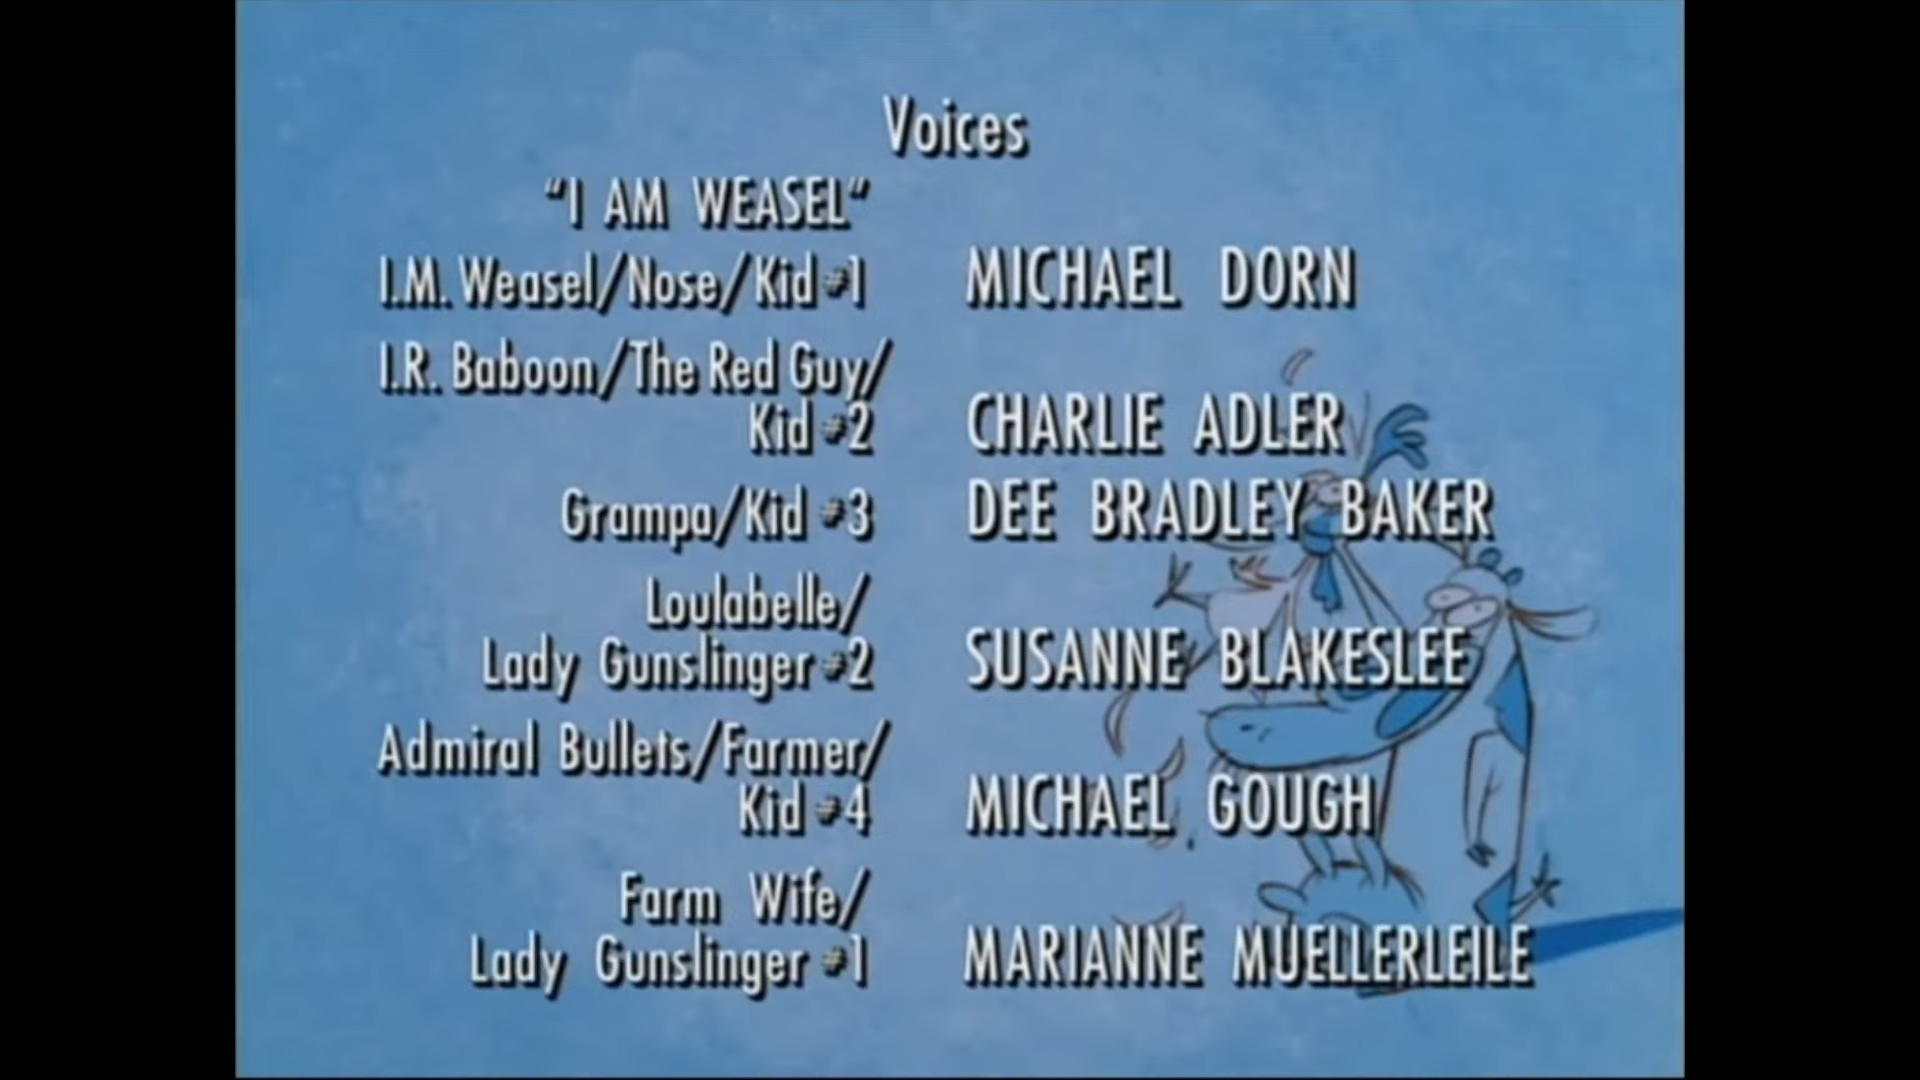 Voices
"I AM WEASEL"
I.M. Weasel/Nose/Kid #1 MICHAEL DORN
I.R. Baboon/The Red Guy/
Kid #2 CHARLIE ADLER
Grampa/Kid #3 DEE BRADLEY BAKER
Loulabelle/
Lady Gunslinger #2 SUSANNE BLAKESLEE
Admiral Bullets/Farmer/
Kid #4 MICHAEL GOUGH
Farm Wife/
Lady Gunslinger #1 MARIANNE MUELLERLEILE